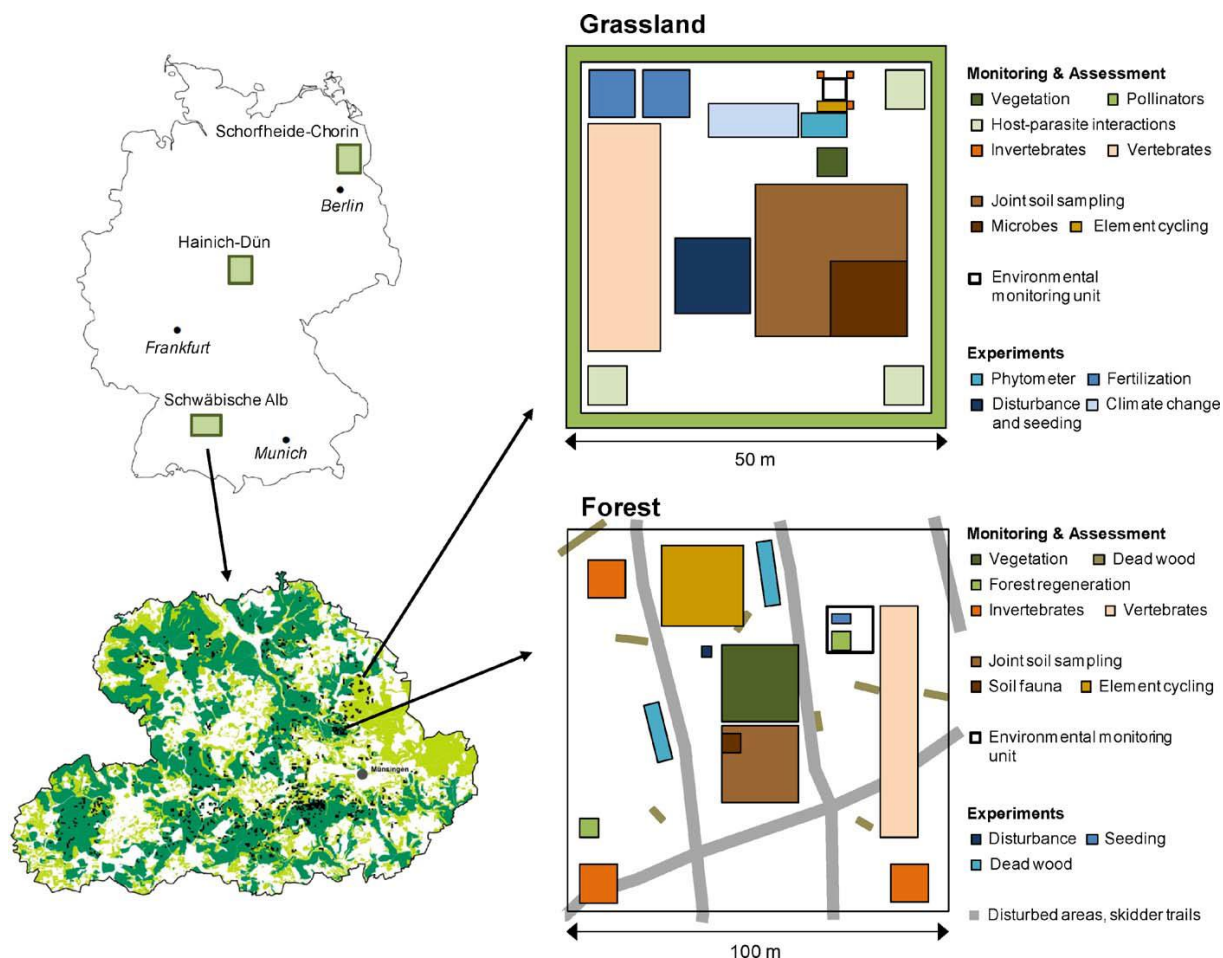 Schorfheide-Chorin
Berlin
Hainich-Dün
Frankfurt
Schwäbische Alb
Munich
Münsingen
Grassland
50 m
Monitoring & Assessment
Vegetation Pollinators
Host-parasite interactions
Invertebrates Vertebrates
Joint soil sampling
Microbes Element cycling
Environmental
monitoring unit
Experiments
Phytometer Fertilization
Disturbance Climate change
and seeding
Forest
100 m
Monitoring & Assessment
Vegetation Dead wood
Forest regeneration
Invertebrates Vertebrates
Joint soil sampling
Soil fauna Element cycling
Environmental monitoring
unit
Experiments
Disturbance Seeding
Dead wood
Disturbed areas, skidder trails